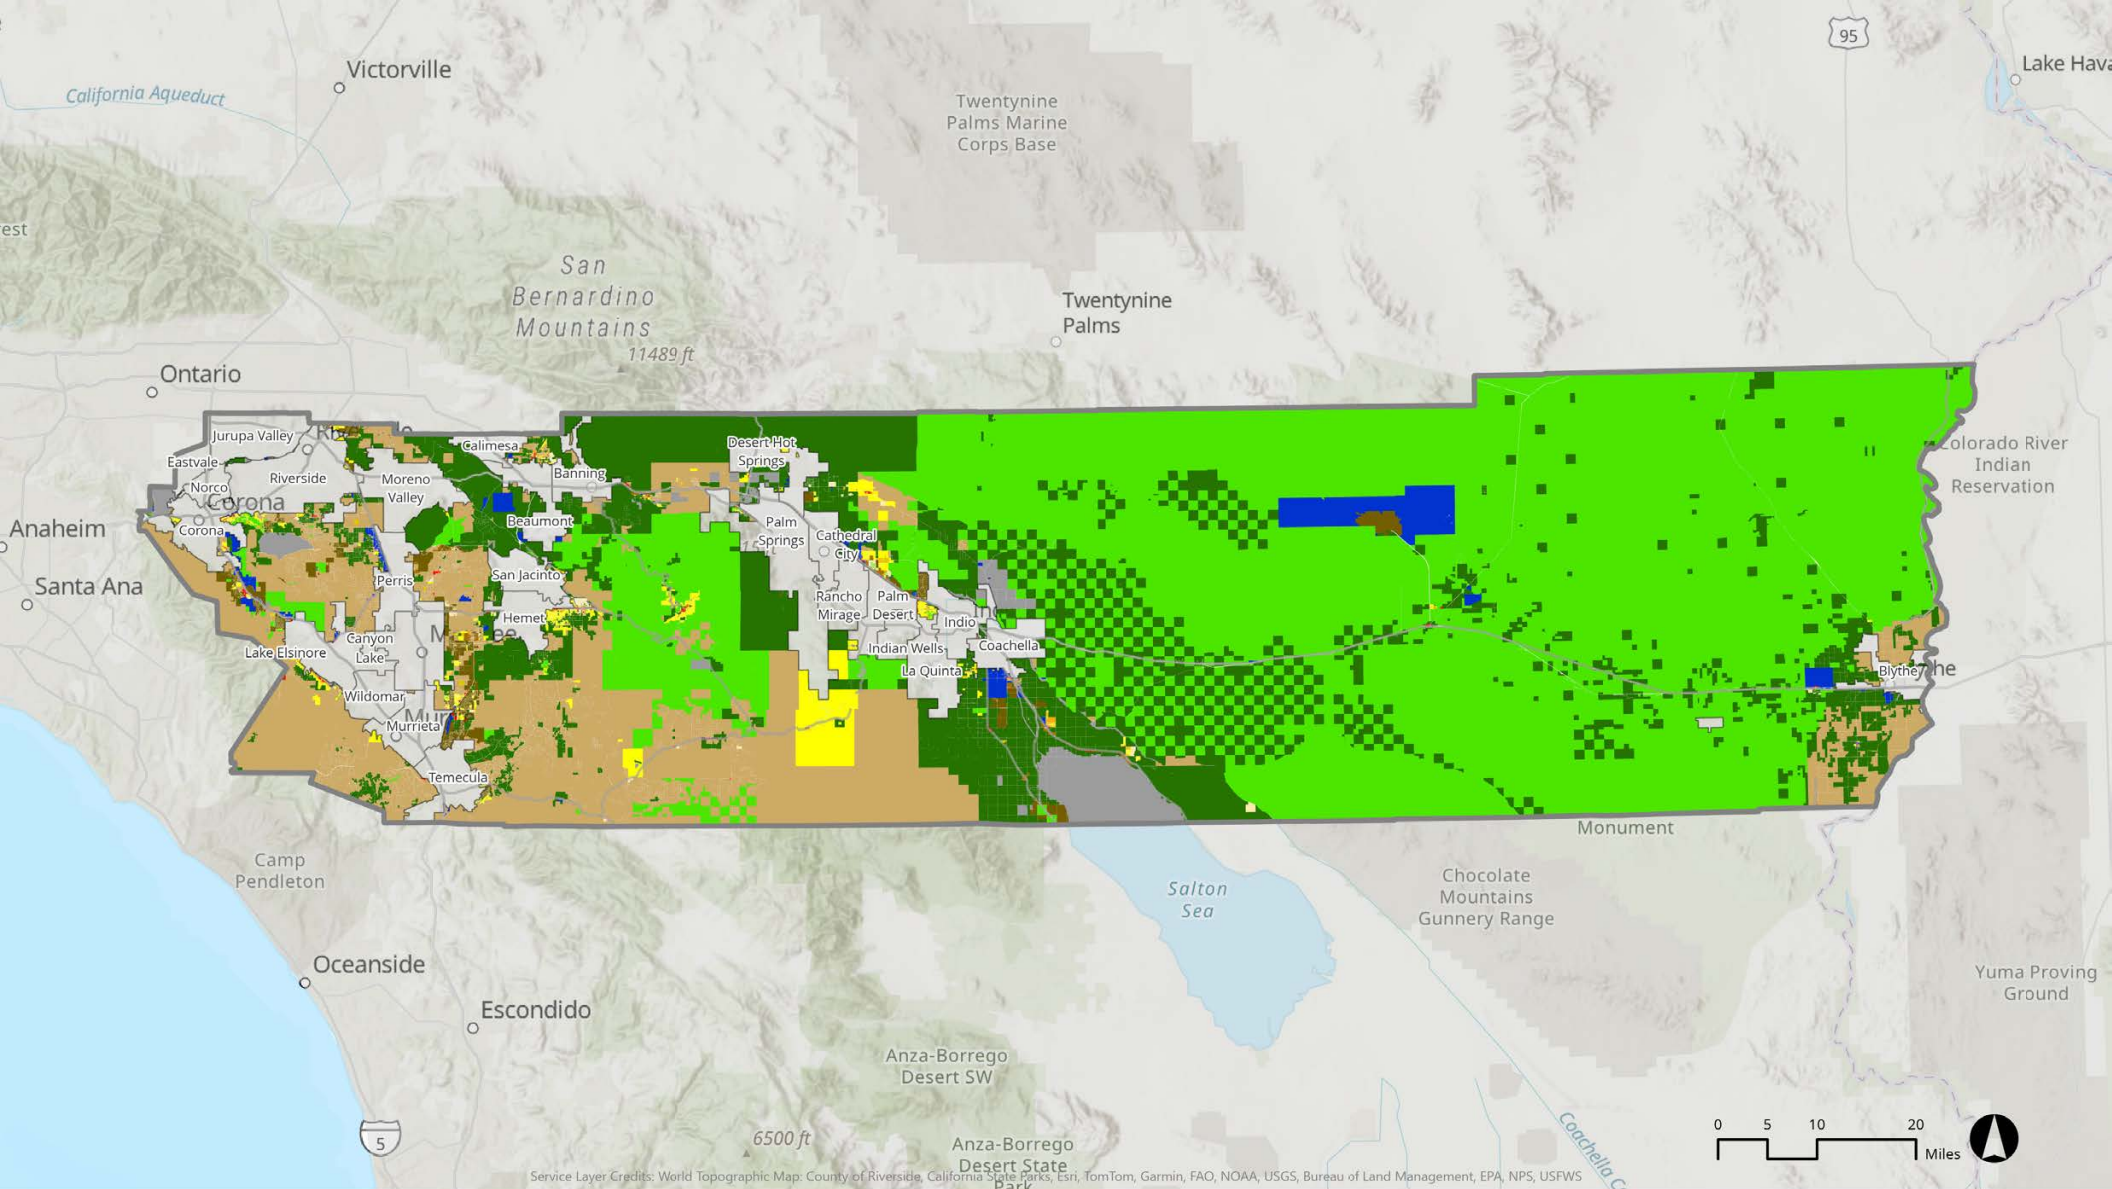 95
Lake Hava
Victorville
California Aqueduct
Twentynine
Palms Marine
Corps Base
est
San
Bernardino
Mountains
11489 ft
Twentynine
Palms
Ontario
Jurupa Valley
Calimesa
Desert Hot
Springs
Eastvale
Riverside
Banning
Norco
Moreno
Valley
Corona
Colorado River
Indian
Reservation
Anaheim
Corona
Beaumont
Palm
Springs
Cathedral
City
Santa Ana
Perris
San Jacinto
Rancho
Mirage
Palm
Desert
Hemet
Indio
Canyon
Lake
Lake Elsinore
Indian Wells
Coachella
La Quinta
Blythe
he
Wildomar
Murrieta
Mur
Temecula
Monument
Camp
Pendleton
Salton
Sea
Chocolate
Mountains
Gunnery Range
Oceanside
Escondido
Yuma Proving
Ground
Anza-Borrego
Desert SW
5
6500 ft
Anza-Borrego
Desert State
Park
Coachella C
0 5 10 20
Miles
Service Layer Credits: World Topographic Map: County of Riverside, California State Parks, Esri, TomTom, Garmin, FAO, NOAA, USGS, Bureau of Land Management, EPA, NPS, USFWS